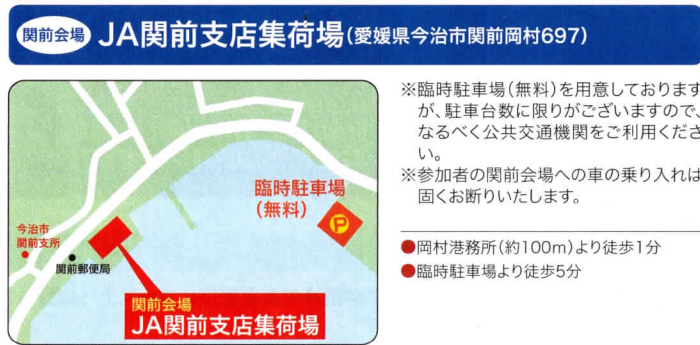 関前会場 JA関前支店集荷場(愛媛県今治市関前岡村697)
※臨時駐車場(無料)を用意しております
が、駐車台数に限りがございますので、
なるべく公共交通機関をご利用くださ
い。
※参加者の関前会場への車の乗り入れは
固くお断りいたします。
●岡村港務所(約100m)より徒歩1分
●臨時駐車場より徒歩5分
臨時駐車場
(無料)
P
今治市
関前支所
関前郵便局
関前会場
JA関前支店集荷場